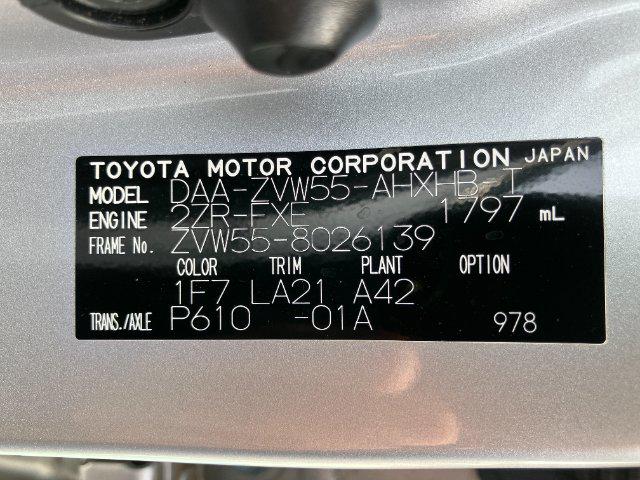 TOYOTA MOTOR CORPORATION JAPAN
MODEL DAA-ZVW55-AHXHB-T
ENGINE 2ZR-FXE 1797 mL
FRAME No. ZVW55-8026139
COLOR TRIM PLANT OPTION
1F7 LA21 A42
TRANS./AXLE P610 -01A 978